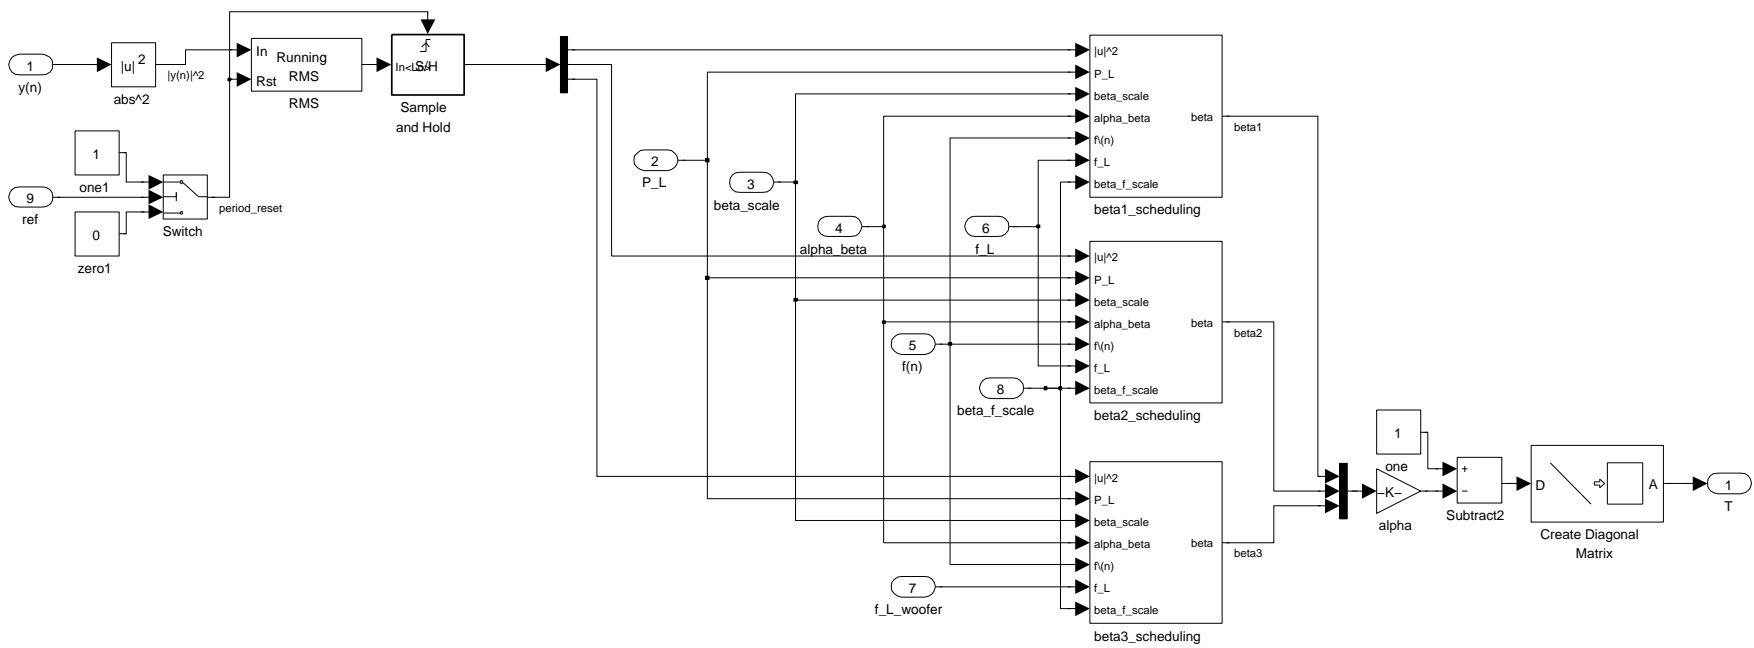 1
y(n)
|u|
2
abs^2
|y(n)|^2
In
Rst
Running
RMS
RMS
In
S/H
Sample
and Hold
1
one1
9
ref
0
zero1
Switch
period_reset
2
P_L
3
beta_scale
4
alpha_beta
6
f_L
5
f(n)
8
beta_f_scale
7
f_L_woofer
|u|^2
P_L
beta_scale
alpha_beta
f\(n)
f_L
beta_f_scale
beta
beta1_scheduling
beta1
|u|^2
P_L
beta_scale
alpha_beta
f\(n)
f_L
beta_f_scale
beta
beta2_scheduling
beta2
|u|^2
P_L
beta_scale
alpha_beta
f\(n)
f_L
beta_f_scale
beta
beta3_scheduling
beta3
−K−
alpha
1
one
+
−
Subtract2
D
A
Create Diagonal
Matrix
1
T